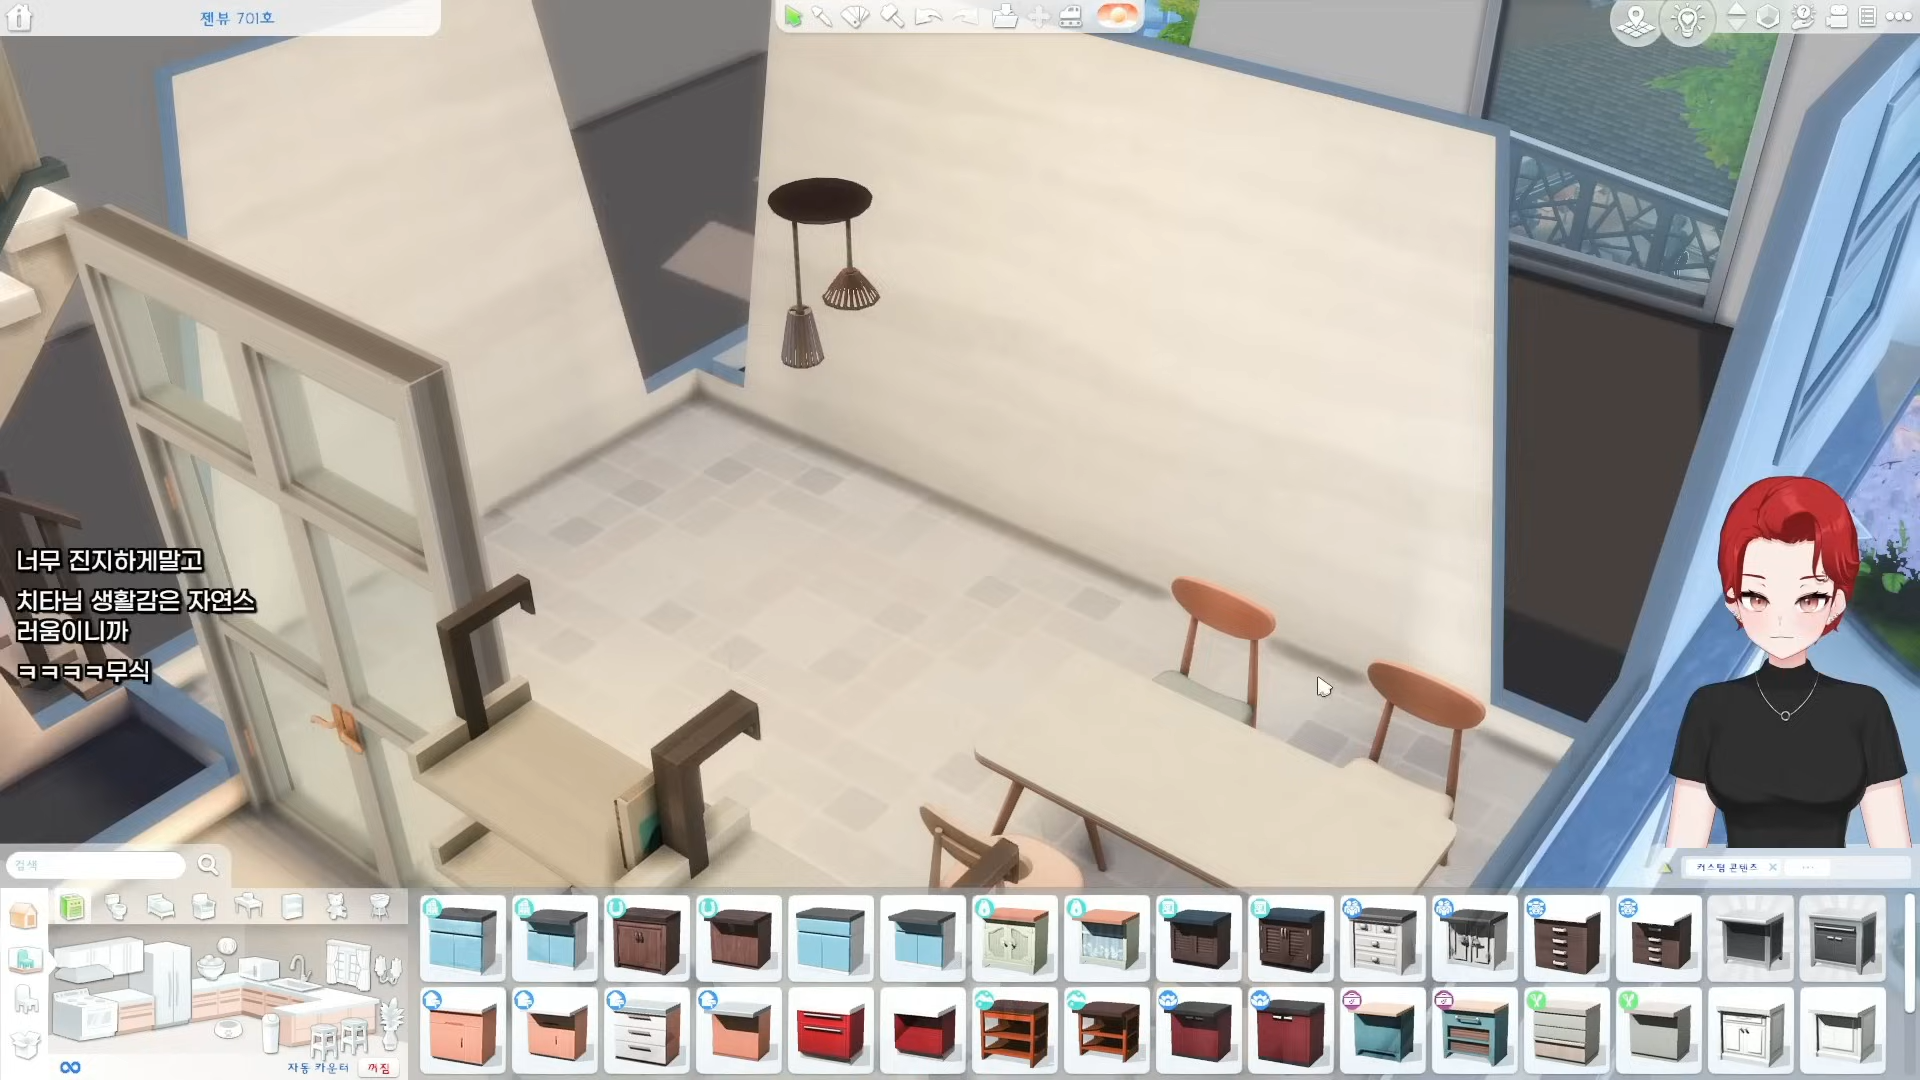 젠뷰 701호
너무 진지하게말고
치타님 생활감은 자연스
러움이니까
ㅋㅋㅋㅋ무식
검색
커스텀 콘텐츠
자동 카운터 꺼짐